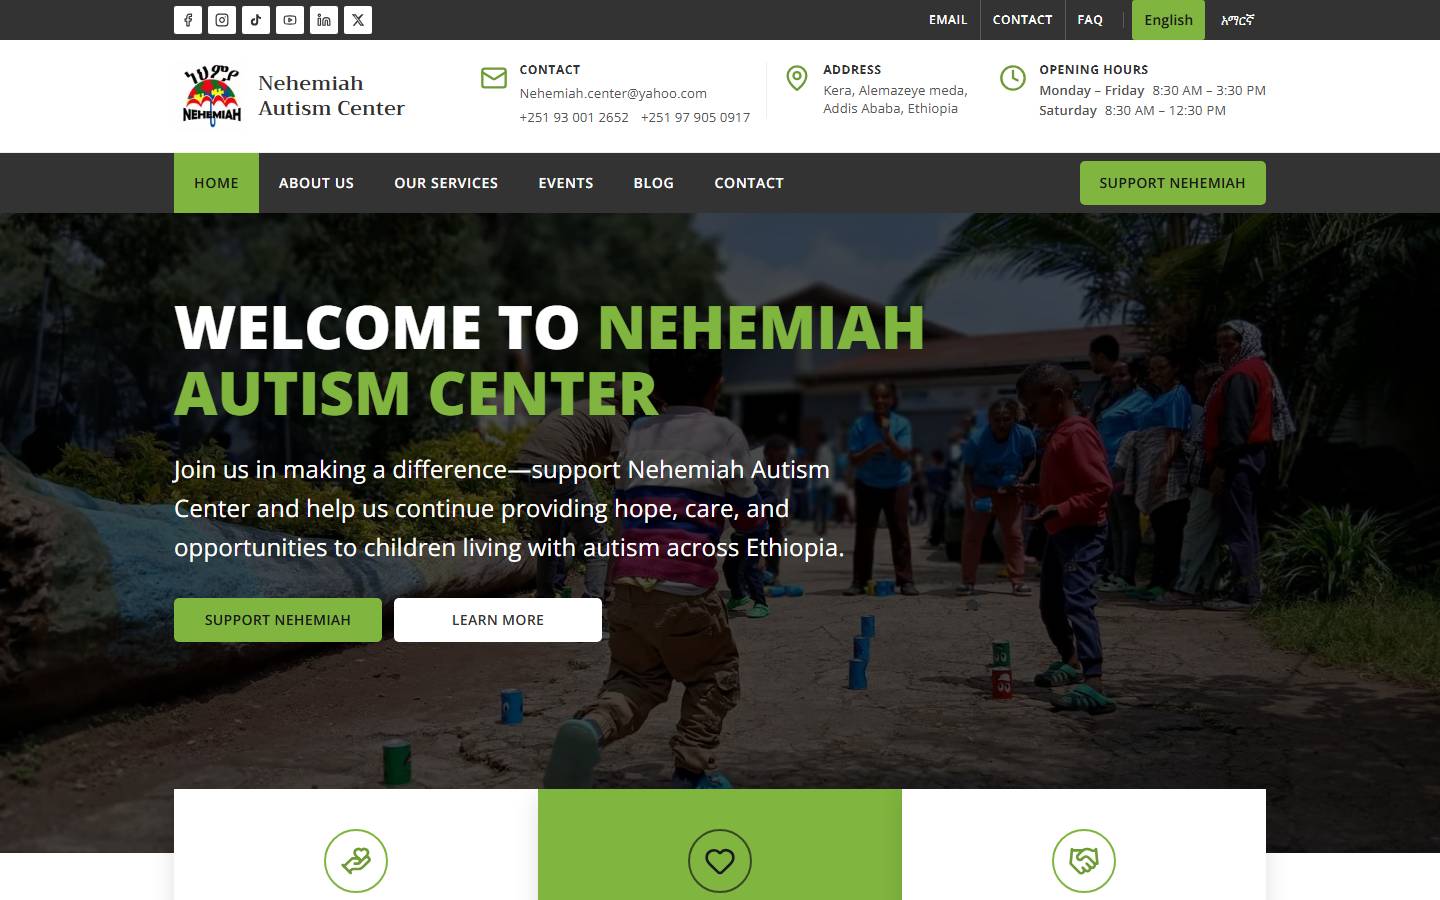 EMAIL CONTACT FAQ English አማርኛ
ነህምያ
NEHEMIAH
Nehemiah
Autism Center
CONTACT
Nehemiah.center@yahoo.com
+251 93 001 2652 +251 97 905 0917
ADDRESS
Kera, Alemazeye meda,
Addis Ababa, Ethiopia
OPENING HOURS
Monday – Friday 8:30 AM – 3:30 PM
Saturday 8:30 AM – 12:30 PM
HOME ABOUT US OUR SERVICES EVENTS BLOG CONTACT SUPPORT NEHEMIAH
WELCOME TO NEHEMIAH
AUTISM CENTER
Join us in making a difference—support Nehemiah Autism
Center and help us continue providing hope, care, and
opportunities to children living with autism across Ethiopia.
SUPPORT NEHEMIAH LEARN MORE